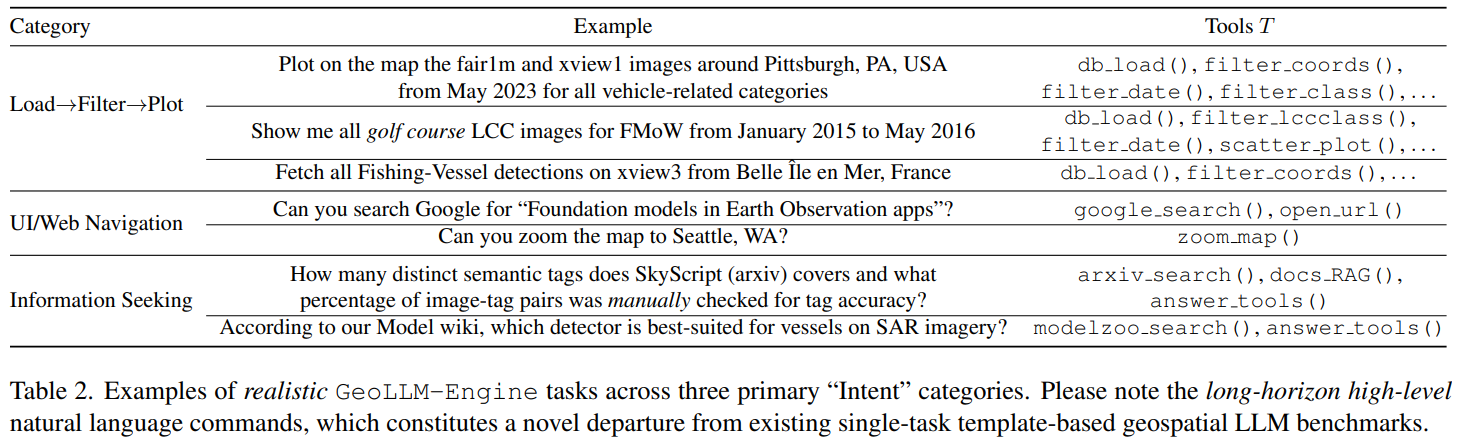 Category Example Tools T
Plot on the map the fair1m and xview1 images around Pittsburgh, PA, USA db_load(), filter_coords(),
from May 2023 for all vehicle-related categories filter_date(), filter_class(),...
Load→Filter→Plot
Show me all golf course LCC images for FMoW from January 2015 to May 2016 db_load(), filter_lccclass(),
filter_date(), scatter_plot(),...
Fetch all Fishing-Vessel detections on xview3 from Belle Île en Mer, France db_load(), filter_coords(),...
UI/Web Navigation
Can you search Google for “Foundation models in Earth Observation apps”? google_search(), open_url()
Can you zoom the map to Seattle, WA? zoom_map()
How many distinct semantic tags does SkyScript (arxiv) covers and what arxiv_search(), docs_RAG(),
Information Seeking percentage of image-tag pairs was manually checked for tag accuracy? answer_tools()
According to our Model wiki, which detector is best-suited for vessels on SAR imagery? modelzoo_search(), answer_tools()
Table 2. Examples of realistic GeoLLM-Engine tasks across three primary “Intent” categories. Please note the long-horizon high-level
natural language commands, which constitutes a novel departure from existing single-task template-based geospatial LLM benchmarks.